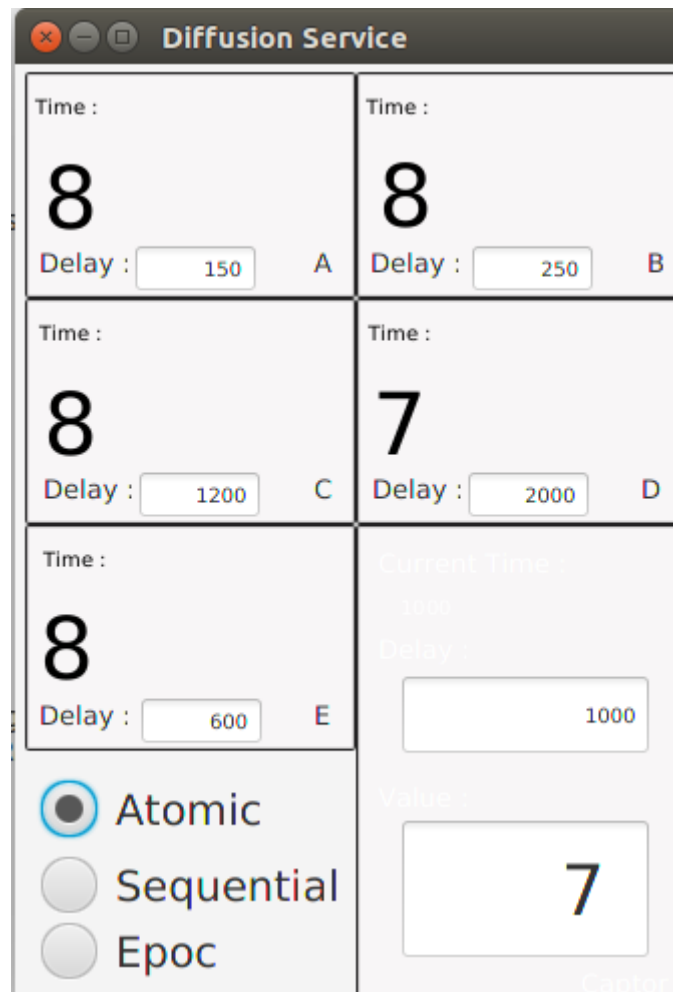 Diffusion Service
Time :
8
Delay : 150 A
Time :
8
Delay : 250 B
Time :
8
Delay : 1200 C
Time :
7
Delay : 2000 D
Time :
8
Delay : 600 E
Current Time :
1000
Delay :
1000
Value :
7
Captor
Atomic
Sequential
Epoc